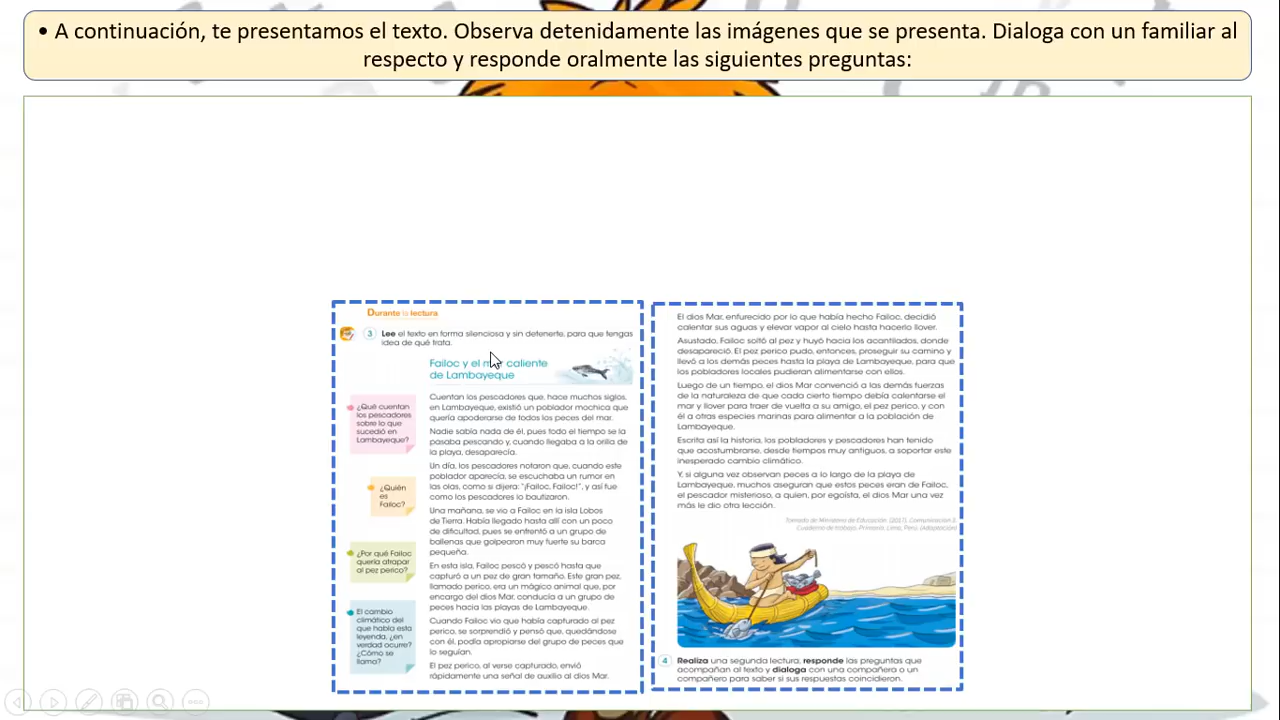 • A continuación, te presentamos el texto. Observa detenidamente las imágenes que se presenta. Dialoga con un familiar al
respecto y responde oralmente las siguientes preguntas:
Durante la lectura
3 Lee el texto en forma silenciosa y sin detenerte, para que tengas
idea de qué trata.
Failoc y el mar caliente
de Lambayeque
Cuentan los pescadores que, hace muchos siglos,
en Lambayeque, existió un poblador mochica que
quería apoderarse de todos los peces del mar.
Nadie sabía nada de él, pues todo el tiempo se la
pasaba pescando y, cuando llegaba a la orilla de
la playa, desaparecía.
Un día, los pescadores notaron que, cuando este
poblador aparecía, se escuchaba un rumor en
las olas, como si dijera: "¡Failoc, Failoc!", y así fue
como los pescadores lo bautizaron.
Una mañana, se vio a Failoc en la isla Lobos
de Tierra. Había llegado hasta allí con un poco
de dificultad, pues se enfrentó a un grupo de
ballenas que golpearon muy fuerte su barca
pequeña.
En esta isla, Failoc pescó y pescó hasta que
capturó a un pez de gran tamaño. Este gran pez,
llamado perico, era un mágico animal que, por
encargo del dios Mar, conducía a un grupo de
peces hacia las playas de Lambayeque.
Cuando Failoc vio que había capturado al pez
perico, se sorprendió y pensó que, quedándose
con él, podía apropiarse del grupo de peces que
lo seguían.
El pez perico, al verse capturado, envió
rápidamente una señal de auxilio al dios Mar.
¿Qué cuentan
los pescadores
sobre lo que
sucedió en
Lambayeque?
¿Quién
es
Failoc?
¿Por qué Failoc
quería atrapar
al pez perico?
El cambio
climático del
que habla esta
leyenda, ¿en
verdad ocurre?
¿Cómo se
llama?
El dios Mar, enfurecido por lo que había hecho Failoc, decidió
calentar sus aguas y elevar vapor al cielo hasta hacerlo llover.
Asustado, Failoc soltó al pez y huyó hacia los acantilados, donde
desapareció. El pez perico pudo, entonces, proseguir su camino y
llevó a los demás peces hasta la playa de Lambayeque, para que
los pobladores locales pudieran alimentarse con ellos.
Luego de un tiempo, el dios Mar convenció a las demás fuerzas
de la naturaleza de que cada cierto tiempo debía calentarse el
mar y llover para traer de vuelta a su amigo, el pez perico, y con
él a otras especies marinas para alimentar a la población de
Lambayeque.
Escrita así la historia, los pobladores y pescadores han tenido
que acostumbrarse, desde tiempos muy antiguos, a soportar este
inesperado cambio climático.
Y, si alguna vez observan peces a lo largo de la playa de
Lambayeque, muchos aseguran que estos peces eran de Failoc,
el pescador misterioso, a quien, por egoísta, el dios Mar una vez
más le dio otra lección.
Tomado de Ministerio de Educación. (2017). Comunicación 3.
Cuaderno de trabajo. Primaria. Lima, Perú. (Adaptación)
4 Realiza una segunda lectura, responde las preguntas que
acompañan al texto y dialoga con una compañera o un
compañero para saber si sus respuestas coincidieron.